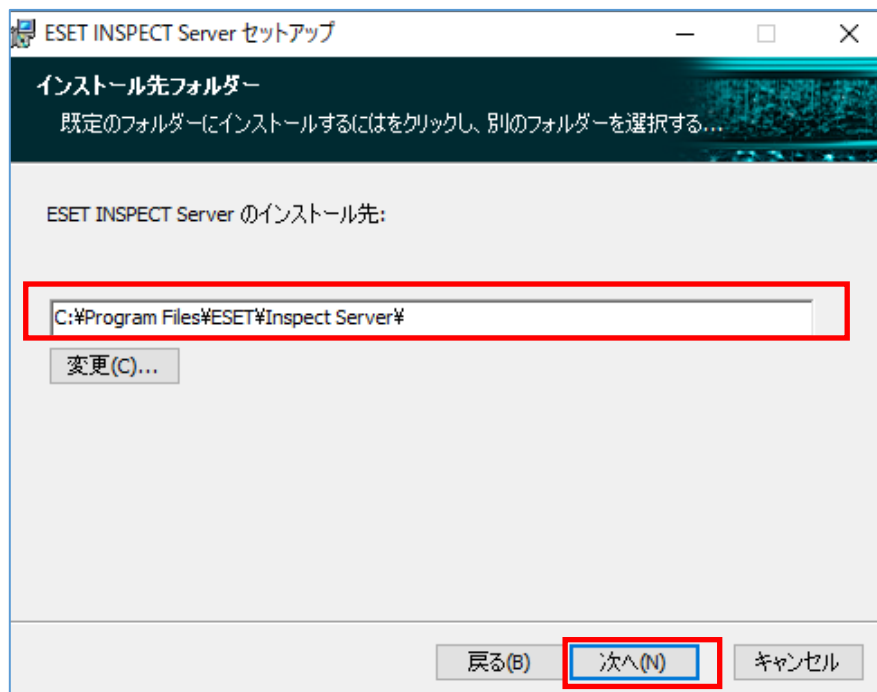 ESET INSPECT Server セットアップ
インストール先フォルダー
既定のフォルダーにインストールするにはをクリックし、別のフォルダーを選択する...
ESET INSPECT Server のインストール先:
C:¥Program Files¥ESET¥Inspect Server¥
変更(C)...
戻る(B) 次へ(N) キャンセル